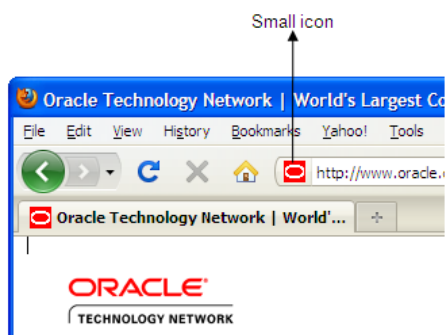 Small icon
Oracle Technology Network | World's Largest Co
File Edit View History Bookmarks Yahoo! Tools
http://www.oracle.
Oracle Technology Network | World'...
ORACLE
TECHNOLOGY NETWORK